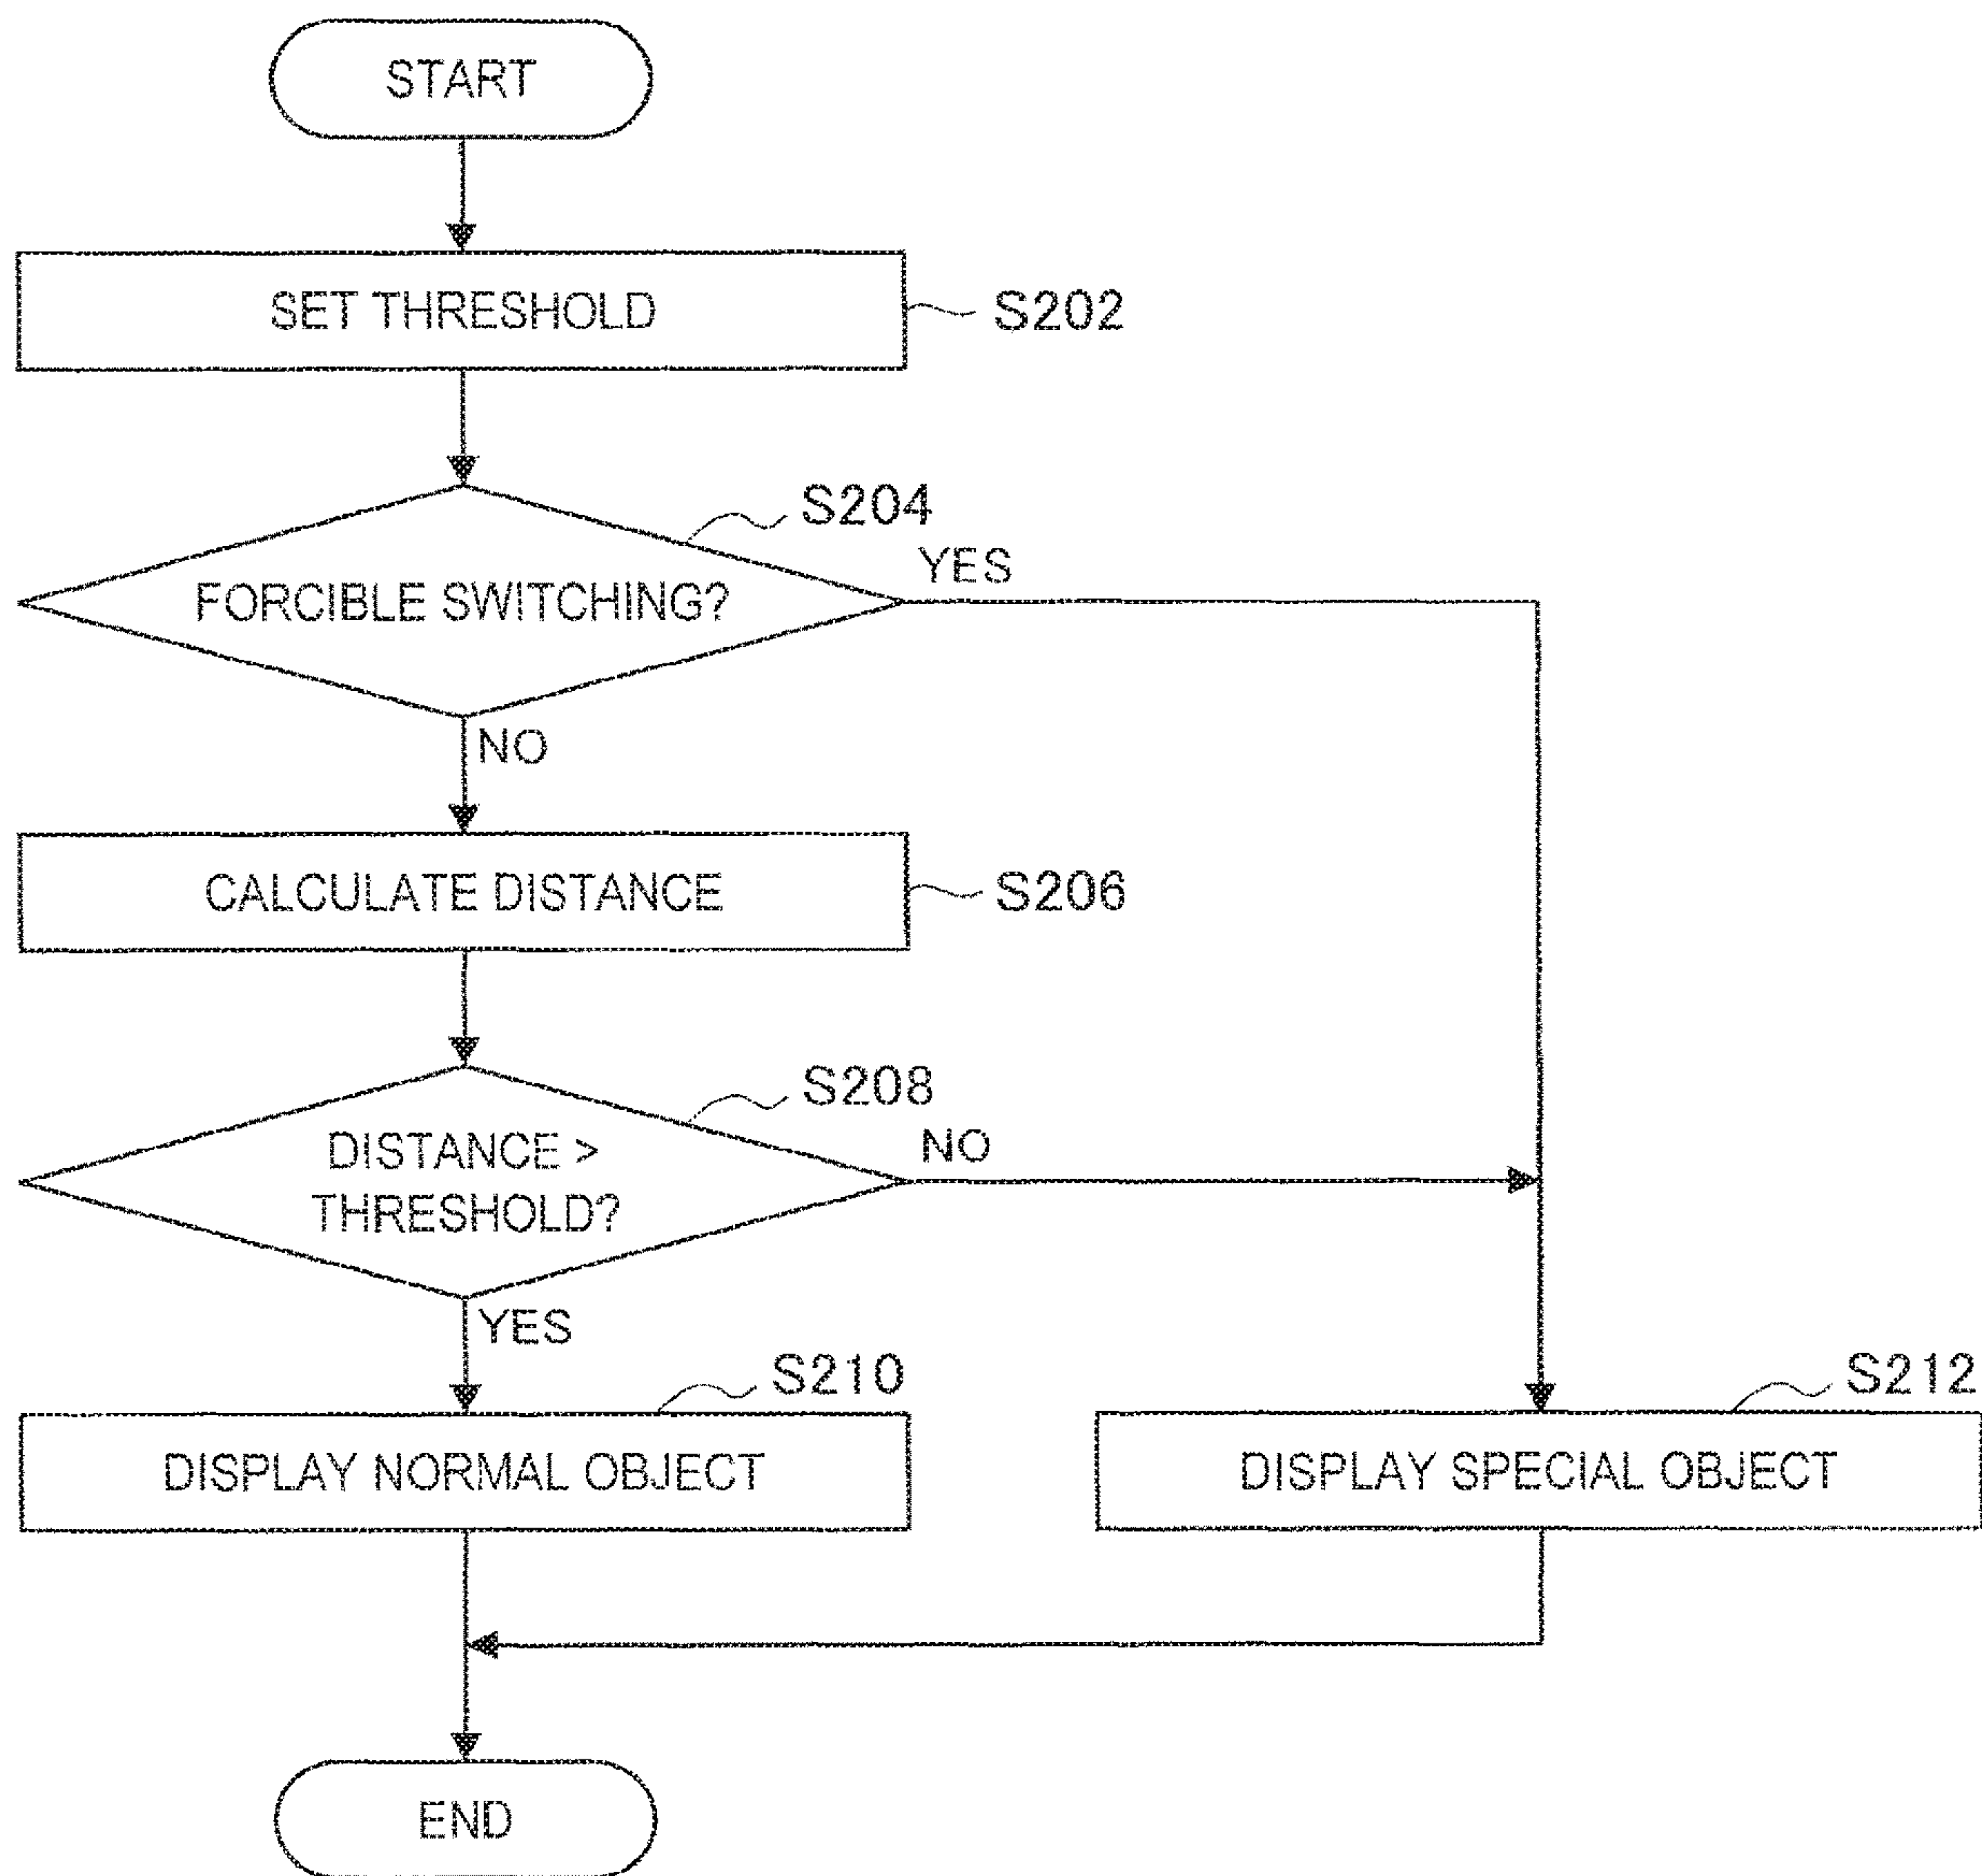 START
SET THRESHOLD
S202
S204
FORCIBLE SWITCHING?
YES
NO
CALCULATE DISTANCE
S206
S208
DISTANCE >
THRESHOLD?
NO
YES
S210
DISPLAY NORMAL OBJECT
S212
DISPLAY SPECIAL OBJECT
END